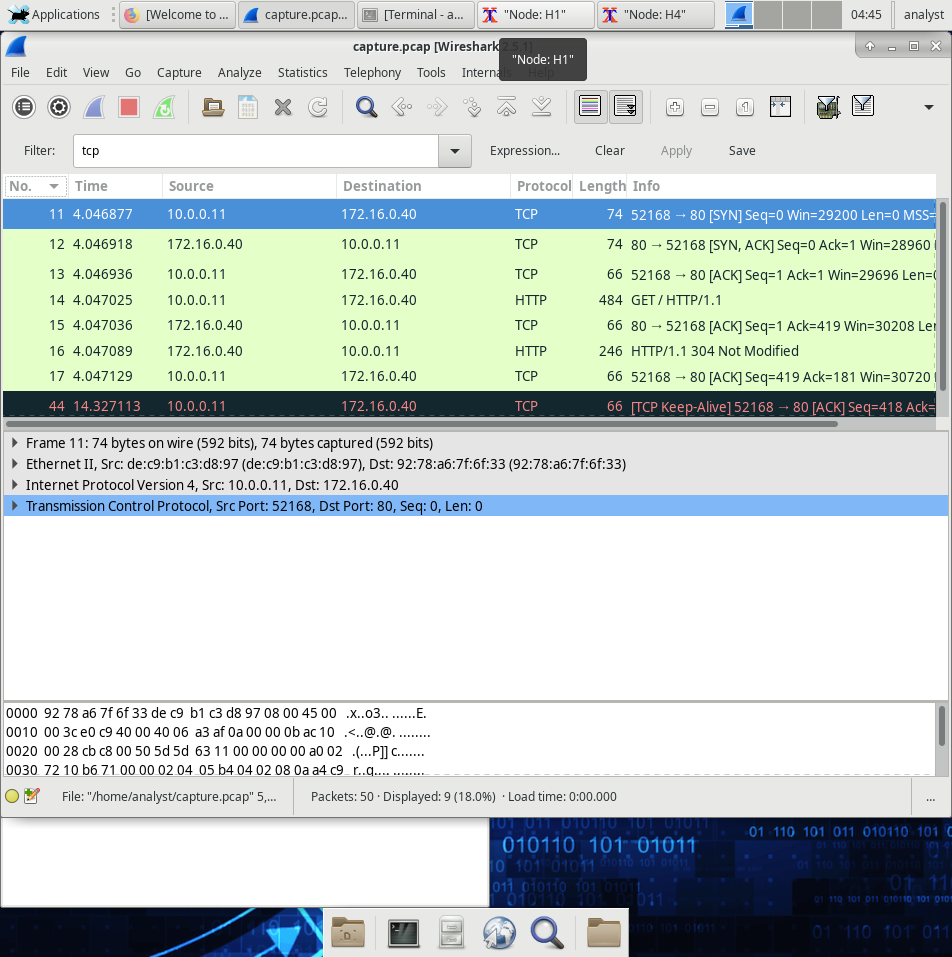 Applications [Welcome to ... capture.pcap... [Terminal - a... "Node: H1" "Node: H4" 04:45 analyst
capture.pcap [Wireshark 2.5.1]
"Node: H1"
File Edit View Go Capture Analyze Statistics Telephony Tools Internals Help
Filter: tcp Expression... Clear Apply Save
No. Time Source Destination Protocol Length Info
11 4.046877 10.0.0.11 172.16.0.40 TCP 74 52168 → 80 [SYN] Seq=0 Win=29200 Len=0 MSS=
12 4.046918 172.16.0.40 10.0.0.11 TCP 74 80 → 52168 [SYN, ACK] Seq=0 Ack=1 Win=28960
13 4.046936 10.0.0.11 172.16.0.40 TCP 66 52168 → 80 [ACK] Seq=1 Ack=1 Win=29696 Len=0
14 4.047025 10.0.0.11 172.16.0.40 HTTP 484 GET / HTTP/1.1
15 4.047036 172.16.0.40 10.0.0.11 TCP 66 80 → 52168 [ACK] Seq=1 Ack=419 Win=30208 Len
16 4.047089 172.16.0.40 10.0.0.11 HTTP 246 HTTP/1.1 304 Not Modified
17 4.047129 10.0.0.11 172.16.0.40 TCP 66 52168 → 80 [ACK] Seq=419 Ack=181 Win=30720
44 14.327113 10.0.0.11 172.16.0.40 TCP 66 [TCP Keep-Alive] 52168 → 80 [ACK] Seq=418 Ack=
Frame 11: 74 bytes on wire (592 bits), 74 bytes captured (592 bits)
Ethernet II, Src: de:c9:b1:c3:d8:97 (de:c9:b1:c3:d8:97), Dst: 92:78:a6:7f:6f:33 (92:78:a6:7f:6f:33)
Internet Protocol Version 4, Src: 10.0.0.11, Dst: 172.16.0.40
Transmission Control Protocol, Src Port: 52168, Dst Port: 80, Seq: 0, Len: 0
0000 92 78 a6 7f 6f 33 de c9 b1 c3 d8 97 08 00 45 00 .x..o3.. ......E.
0010 00 3c e0 c9 40 00 40 06 a3 af 0a 00 00 0b ac 10 .<..@.@. ........
0020 00 28 cb c8 00 50 5d 5d 63 11 00 00 00 00 a0 02 .(...P]] c.......
0030 72 10 b6 71 00 00 02 04 05 b4 04 02 08 0a a4 c9 r..q.... ........
File: "/home/analyst/capture.pcap" 5,... Packets: 50 · Displayed: 9 (18.0%) · Load time: 0:00.000 ...
01 110 101 011 010110 101 01
010110 101 01011